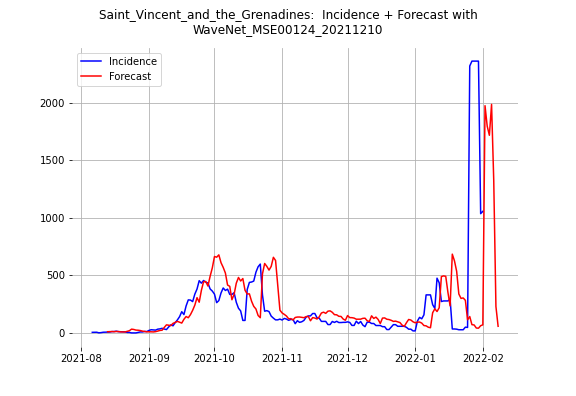 Saint_Vincent_and_the_Grenadines:  Incidence + Forecast with
WaveNet_MSE00124_20211210
Incidence
Forecast
2000
1500
1000
500
0
2021-08 2021-09 2021-10 2021-11 2021-12 2022-01 2022-02